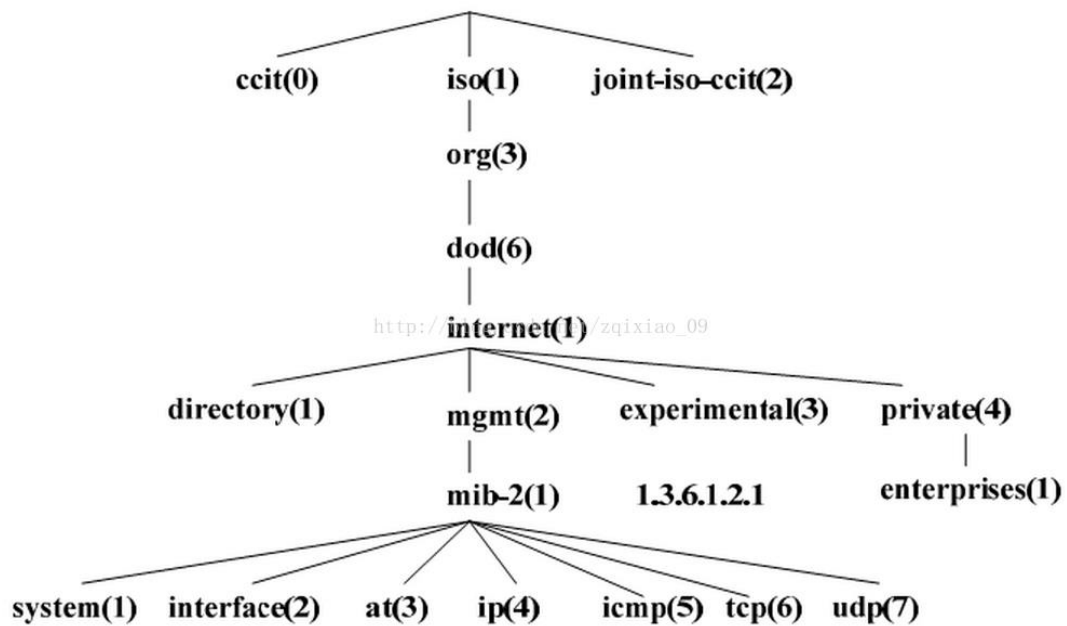 ccit(0) iso(1) joint-iso-ccit(2)
org(3)
dod(6)
internet(1)
directory(1) mgmt(2) experimental(3) private(4)
mib-2(1) 1.3.6.1.2.1 enterprises(1)
system(1) interface(2) at(3) ip(4) icmp(5) tcp(6) udp(7)